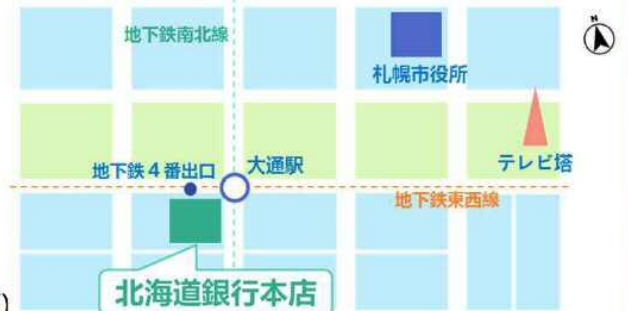 地下鉄南北線
N
札幌市役所
地下鉄4番出口
大通駅
テレビ塔
地下鉄東西線
北海道銀行本店
)